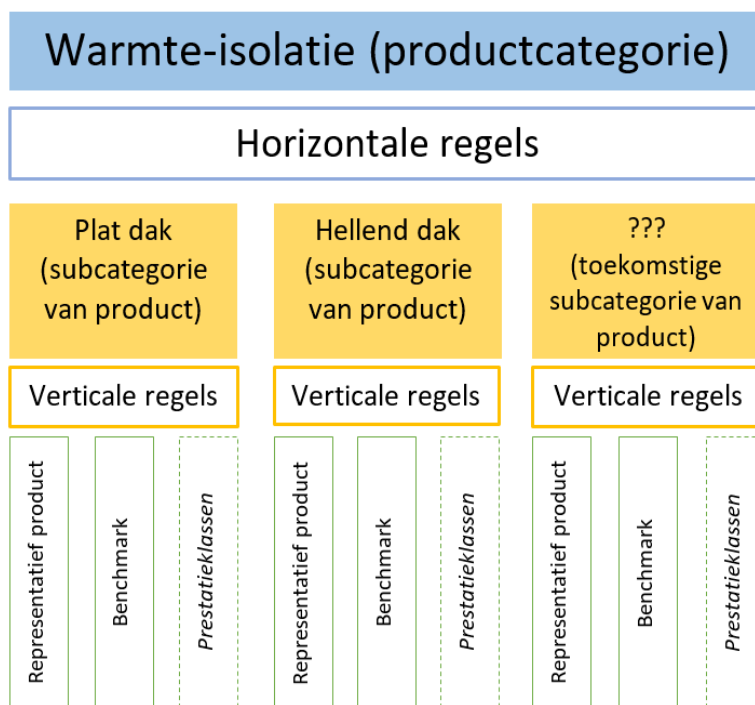 Warmte-isolatie (productcategorie)
Horizontale regels
Plat dak
(subcategorie
van product)
Hellend dak
(subcategorie
van product)
???
(toekomstige
subcategorie van
product)
Verticale regels
Verticale regels
Verticale regels
Representatief product
Benchmark
Prestatieklassen
Representatief product
Benchmark
Prestatieklassen
Representatief product
Benchmark
Prestatieklassen